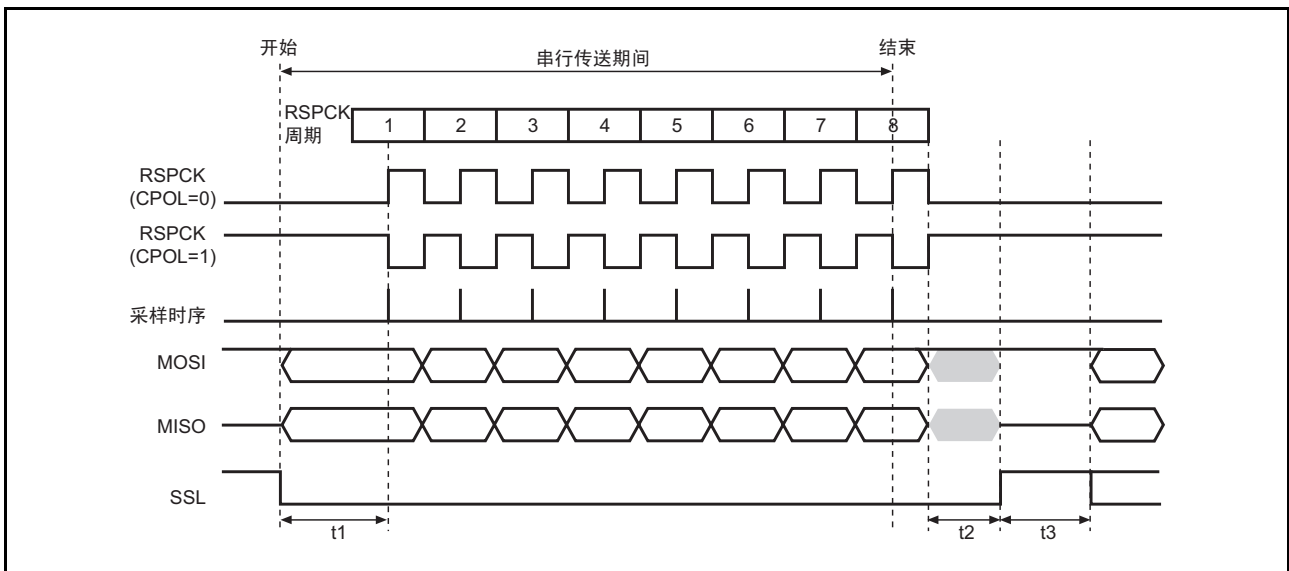 开始
结束
串行传送期间
RSPCK
周期
1 2 3 4 5 6 7 8
RSPCK
(CPOL=0)
RSPCK
(CPOL=1)
采样时序
MOSI
MISO
SSL
t1
t2
t3